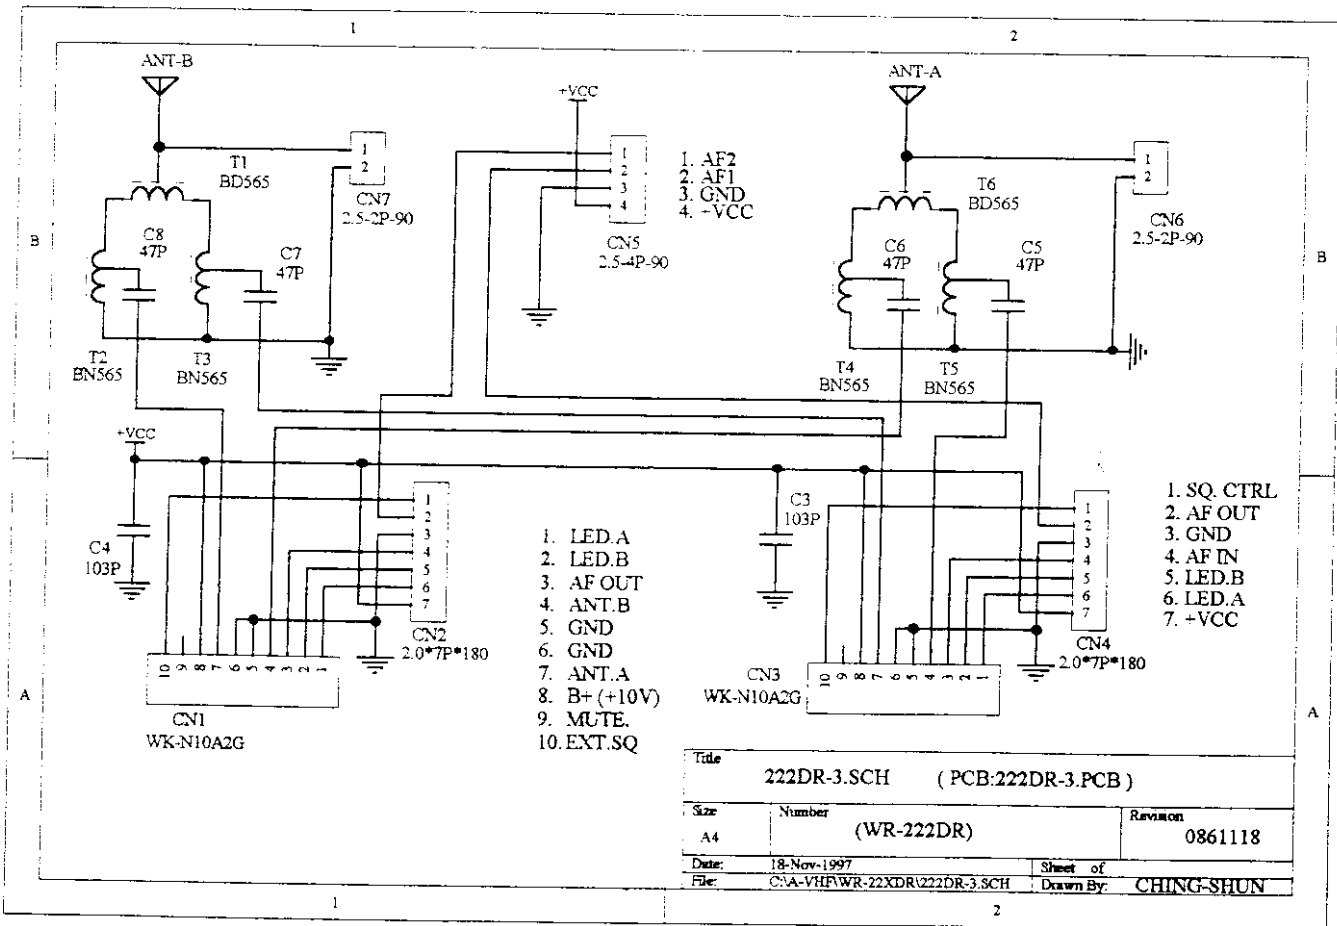 1
2
ANT-B
+VCC
ANT-A
1
2
T1
BD565
CN7
2.5-2P-90
1
2
3
4
1. AF2
2. AF1
3. GND
4. +VCC
CN5
2.5-4P-90
T6
BD565
1
2
CN6
2.5-2P-90
B
B
C8
47P
C7
47P
C6
47P
C5
47P
T2
BN565
T3
BN565
T4
BN565
T5
BN565
+VCC
C4
103P
1
2
3
4
5
6
7
CN2
2.0*7P*180
C3
103P
1
2
3
4
5
6
7
CN4
2.0*7P*180
1. SQ. CTRL
2. AF OUT
3. GND
4. AF IN
5. LED.B
6. LED.A
7. +VCC
1. LED.A
2. LED.B
3. AF OUT
4. ANT.B
5. GND
6. GND
7. ANT.A
8. B+ (+10V)
9. MUTE.
10. EXT.SQ
10 9 8 7 6 5 4 3 2 1
CN1
WK-N10A2G
10 9 8 7 6 5 4 3 2 1
CN3
WK-N10A2G
A
A
Title
222DR-3.SCH ( PCB:222DR-3.PCB )
Size
A4
Number
(WR-222DR)
Revision
0861118
Date: 18-Nov-1997
Sheet of
File: C:\A-VHF\WR-22XDR\222DR-3.SCH
Drawn By: CHING-SHUN
1
2